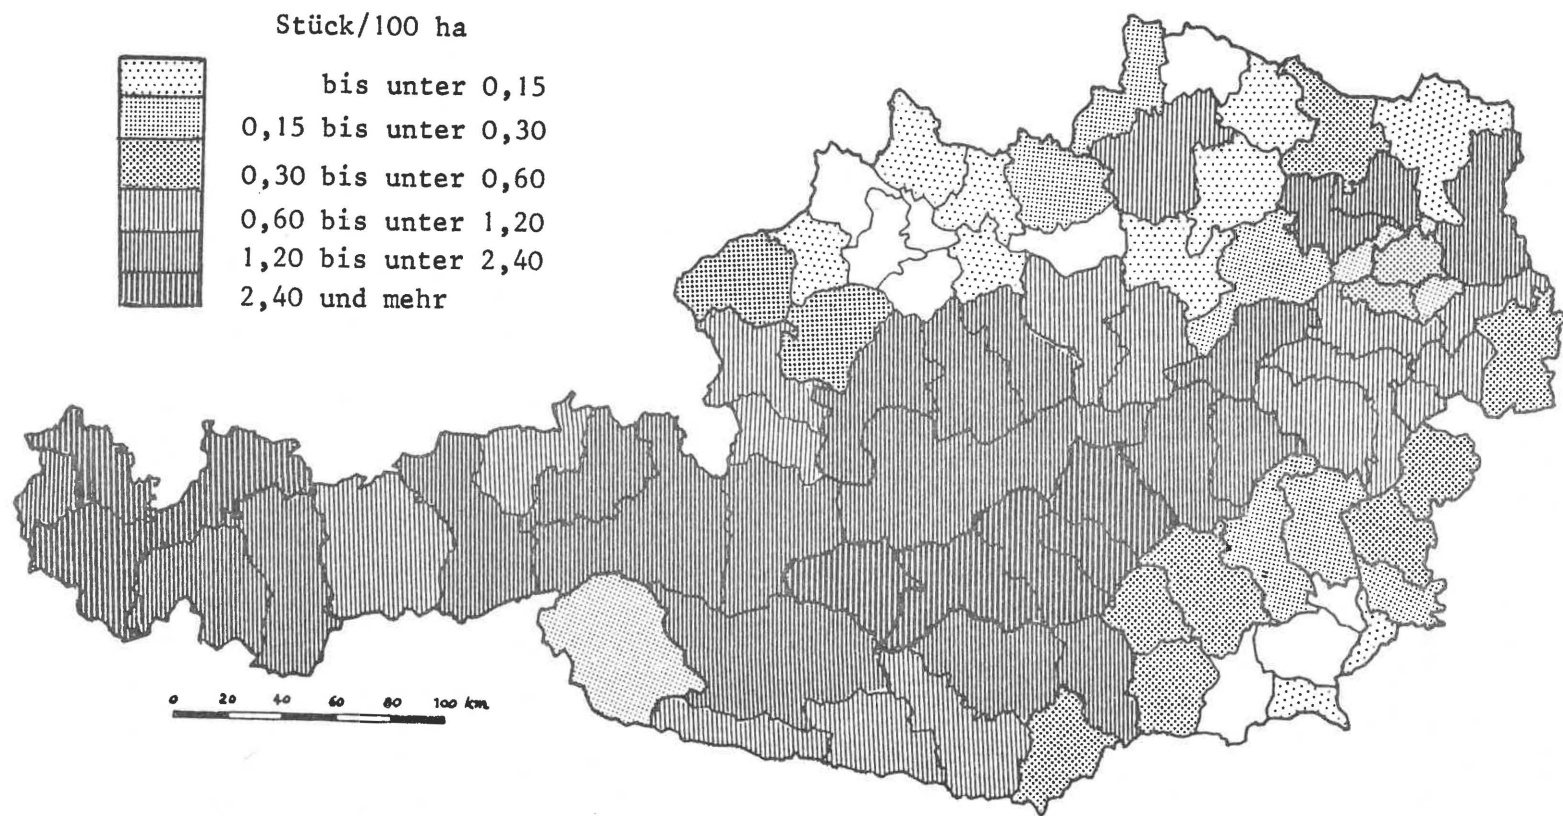 Stück/100 ha
bis unter 0,15
0,15 bis unter 0,30
0,30 bis unter 0,60
0,60 bis unter 1,20
1,20 bis unter 2,40
2,40 und mehr
0 20 40 60 80 100 km.